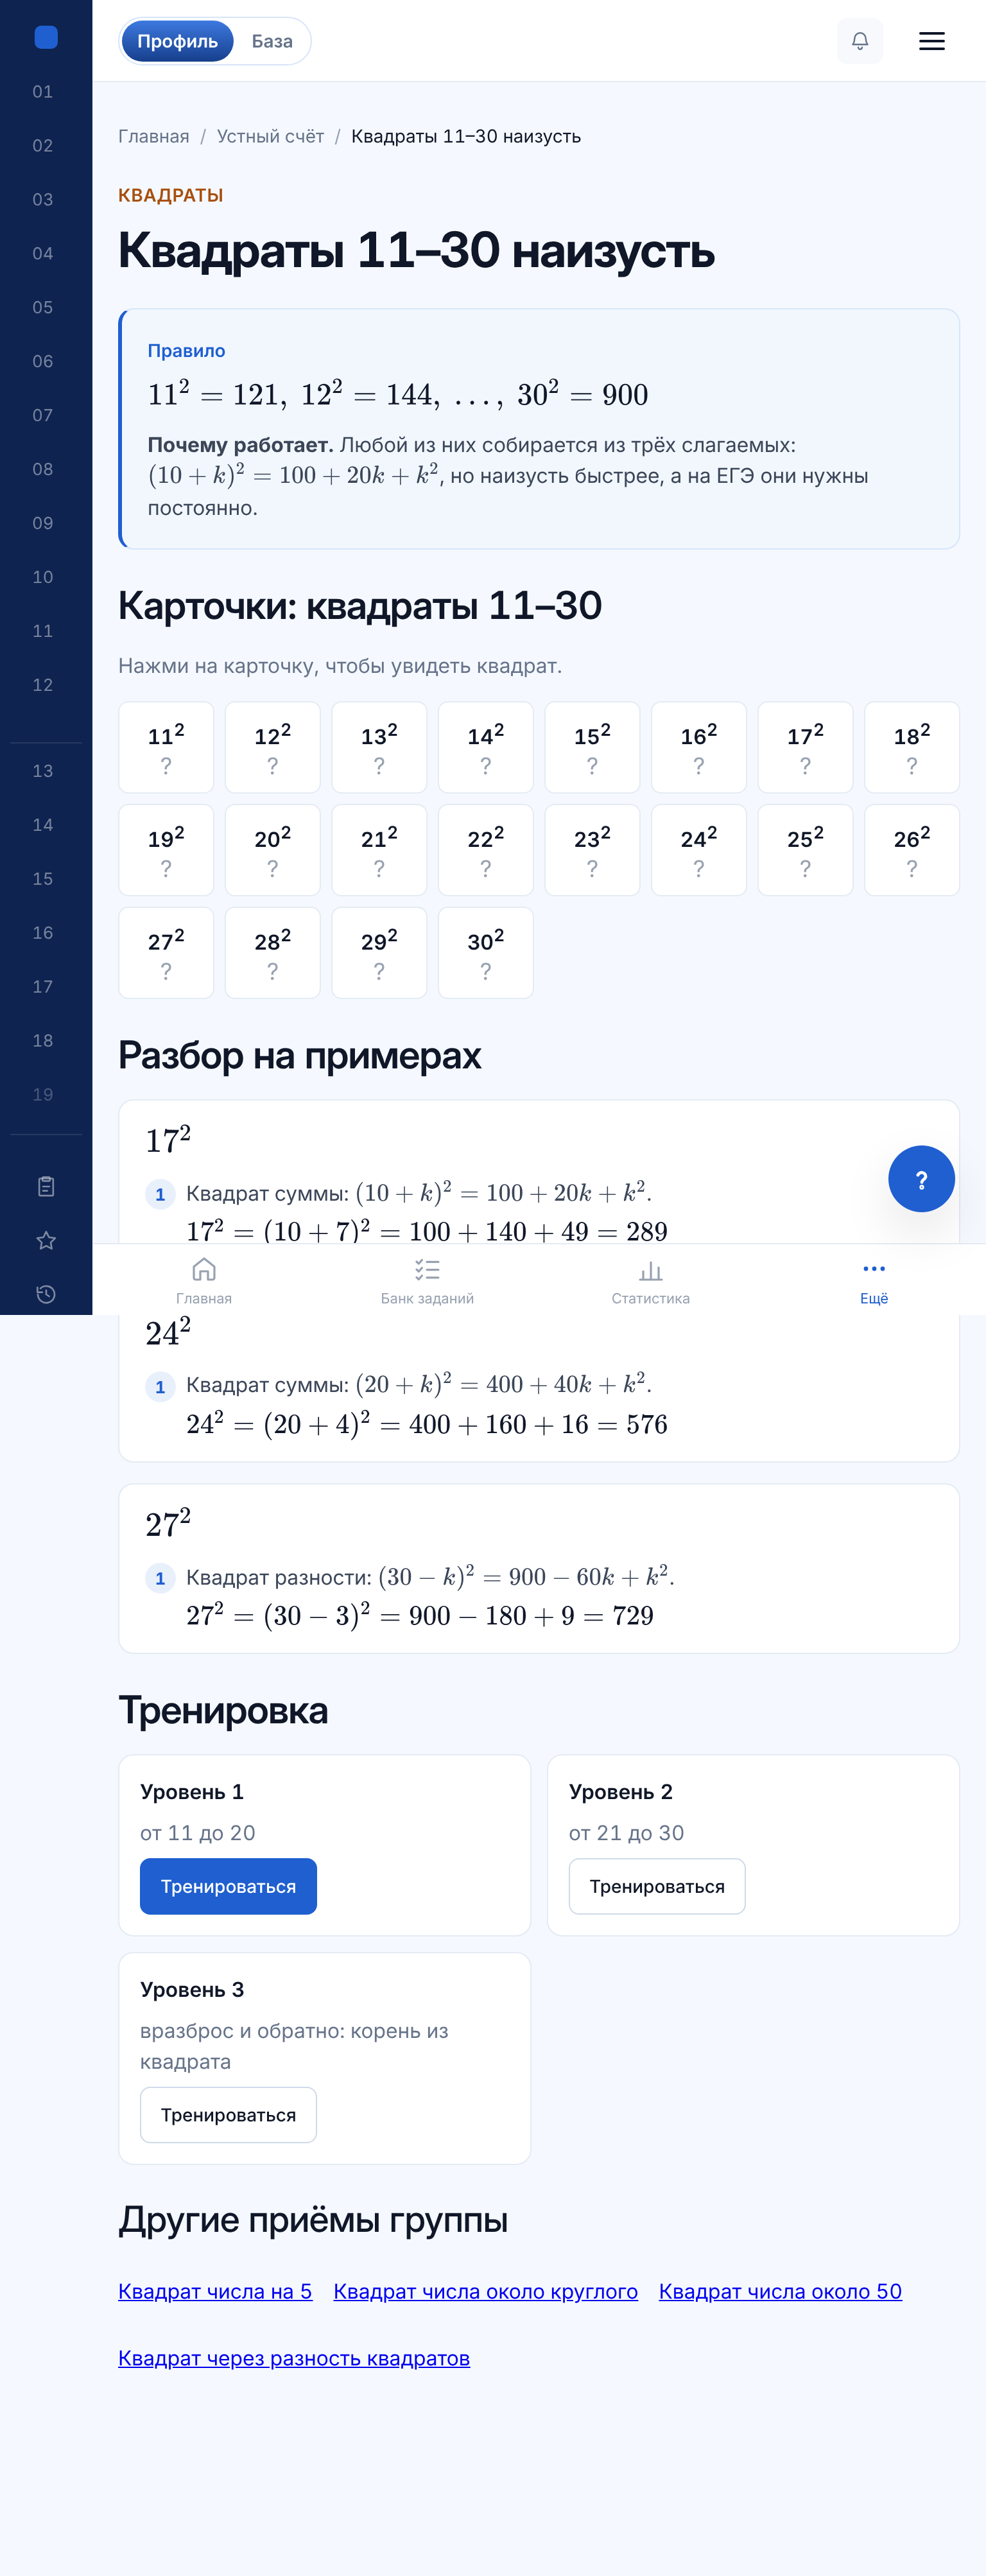 Профиль
База
01
02
03
04
05
06
07
08
09
10
11
12
13
14
15
16
17
18
19
Главная / Устный счёт / Квадраты 11–30 наизусть
КВАДРАТЫ
Квадраты 11–30 наизусть
Правило
11² = 121, 12² = 144, …, 30² = 900
Почему работает. Любой из них собирается из трёх слагаемых:
(10 + k)² = 100 + 20k + k², но наизусть быстрее, а на ЕГЭ они нужны
постоянно.
Карточки: квадраты 11–30
Нажми на карточку, чтобы увидеть квадрат.
11² 12² 13² 14² 15² 16² 17² 18²
? ? ? ? ? ? ? ?
19² 20² 21² 22² 23² 24² 25² 26²
? ? ? ? ? ? ? ?
27² 28² 29² 30²
? ? ? ?
Разбор на примерах
17²
1 Квадрат суммы: (10 + k)² = 100 + 20k + k².
17² = (10 + 7)² = 100 + 140 + 49 = 289
?
Главная
Банк заданий
Статистика
Ещё
24²
1 Квадрат суммы: (20 + k)² = 400 + 40k + k².
24² = (20 + 4)² = 400 + 160 + 16 = 576
27²
1 Квадрат разности: (30 − k)² = 900 − 60k + k².
27² = (30 − 3)² = 900 − 180 + 9 = 729
Тренировка
Уровень 1
от 11 до 20
Тренироваться
Уровень 2
от 21 до 30
Тренироваться
Уровень 3
вразброс и обратно: корень из
квадрата
Тренироваться
Другие приёмы группы
Квадрат числа на 5 Квадрат числа около круглого Квадрат числа около 50
Квадрат через разность квадратов